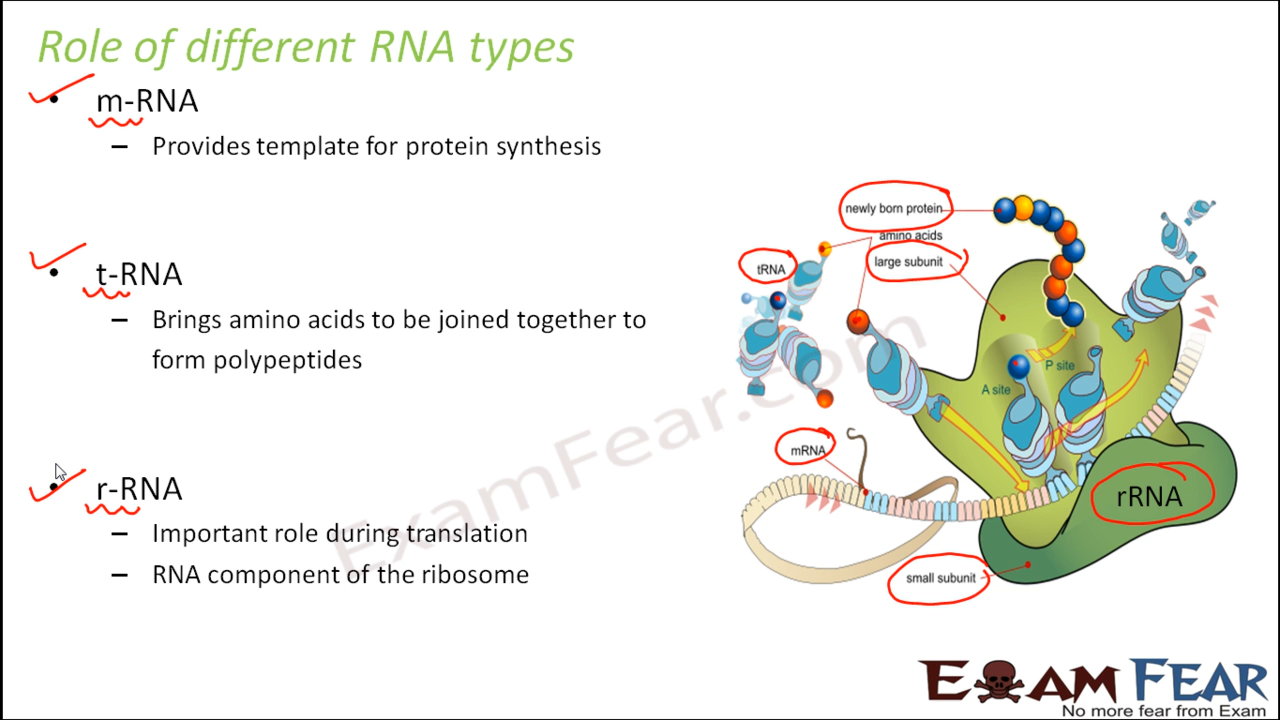 Role of different RNA types
• m-RNA
– Provides template for protein synthesis
• t-RNA
– Brings amino acids to be joined together to
form polypeptides
• r-RNA
– Important role during translation
– RNA component of the ribosome
newly born protein
amino acids
large subunit
tRNA
P site
A site
mRNA
rRNA
small subunit
ExamFear.com
EXAM FEAR
No more fear from Exam